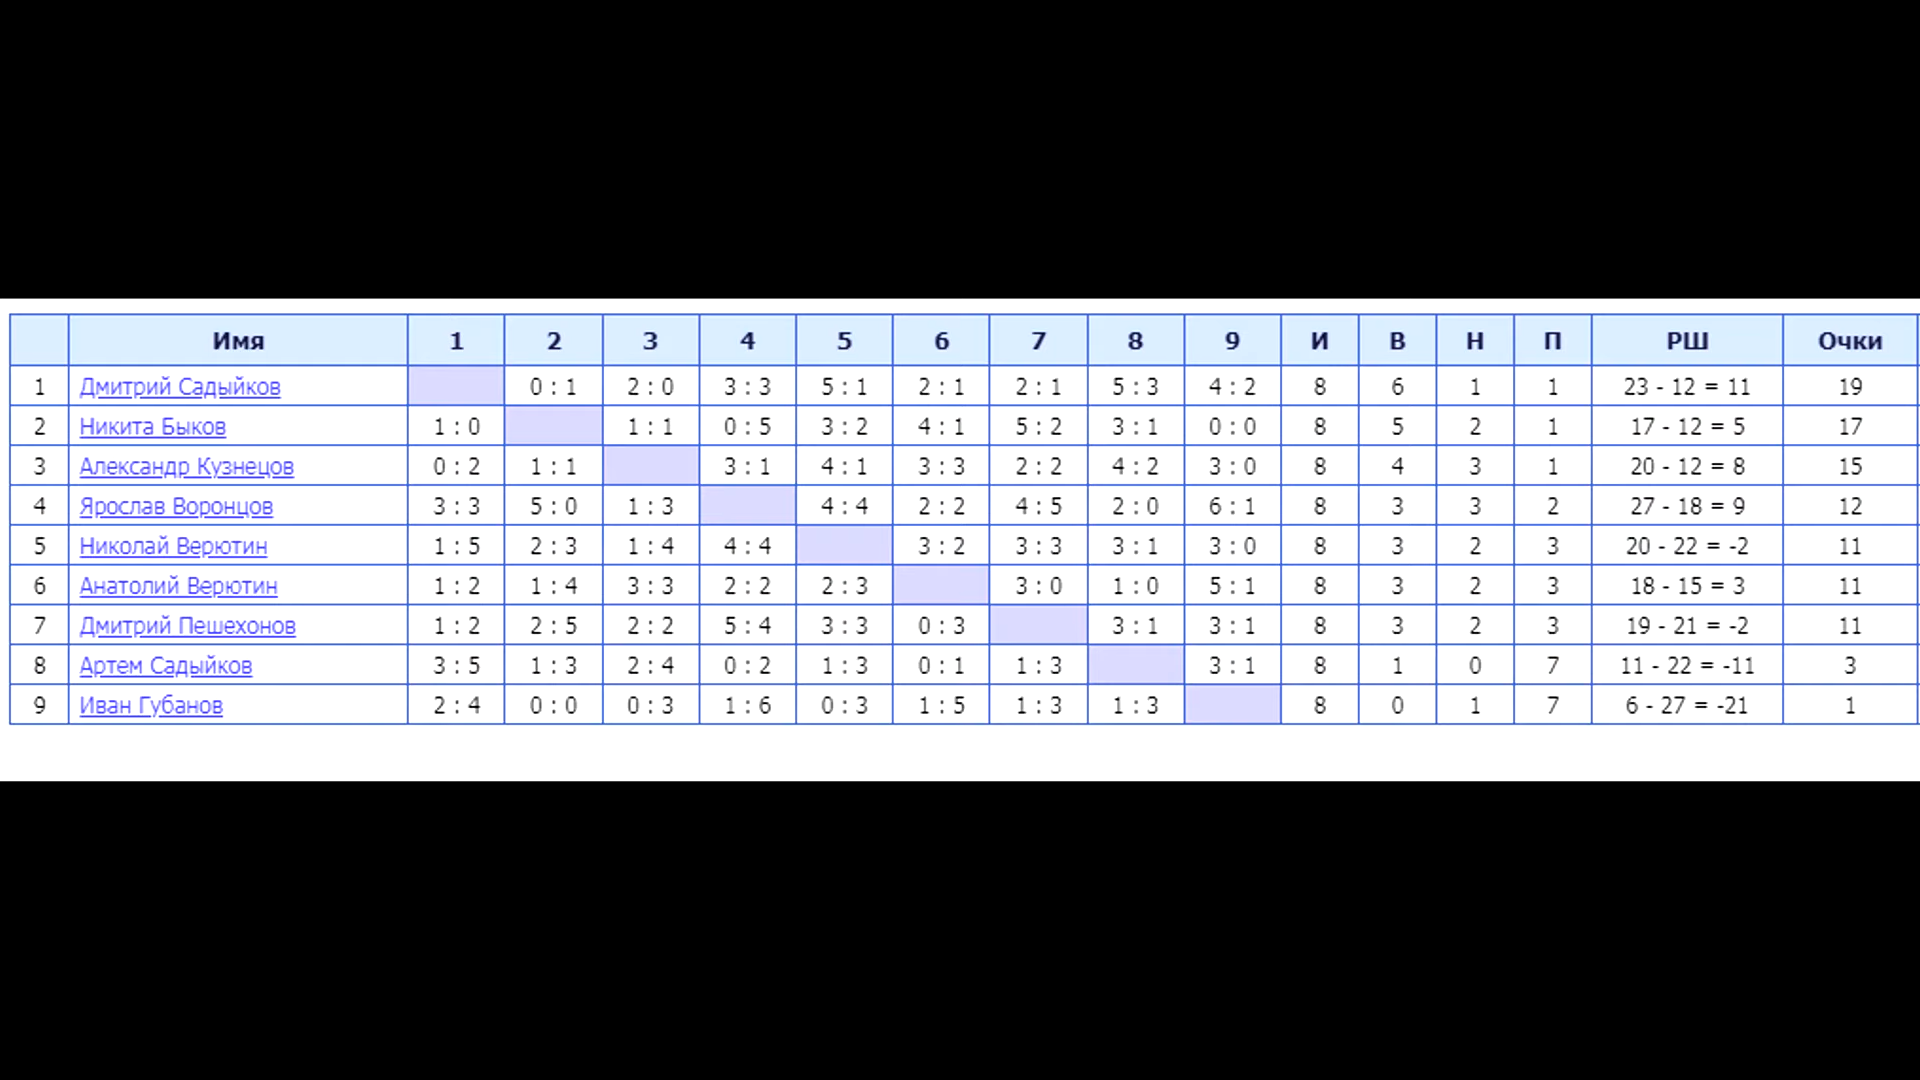 Имя 1 2 3 4 5 6 7 8 9 И В Н П РШ Очки
1 Дмитрий Садыйков 0 : 1 2 : 0 3 : 3 5 : 1 2 : 1 2 : 1 5 : 3 4 : 2 8 6 1 1 23 - 12 = 11 19
2 Никита Быков 1 : 0 1 : 1 0 : 5 3 : 2 4 : 1 5 : 2 3 : 1 0 : 0 8 5 2 1 17 - 12 = 5 17
3 Александр Кузнецов 0 : 2 1 : 1 3 : 1 4 : 1 3 : 3 2 : 2 4 : 2 3 : 0 8 4 3 1 20 - 12 = 8 15
4 Ярослав Воронцов 3 : 3 5 : 0 1 : 3 4 : 4 2 : 2 4 : 5 2 : 0 6 : 1 8 3 3 2 27 - 18 = 9 12
5 Николай Верютин 1 : 5 2 : 3 1 : 4 4 : 4 3 : 2 3 : 3 3 : 1 3 : 0 8 3 2 3 20 - 22 = -2 11
6 Анатолий Верютин 1 : 2 1 : 4 3 : 3 2 : 2 2 : 3 3 : 0 1 : 0 5 : 1 8 3 2 3 18 - 15 = 3 11
7 Дмитрий Пешехонов 1 : 2 2 : 5 2 : 2 5 : 4 3 : 3 0 : 3 3 : 1 3 : 1 8 3 2 3 19 - 21 = -2 11
8 Артем Садыйков 3 : 5 1 : 3 2 : 4 0 : 2 1 : 3 0 : 1 1 : 3 3 : 1 8 1 0 7 11 - 22 = -11 3
9 Иван Губанов 2 : 4 0 : 0 0 : 3 1 : 6 0 : 3 1 : 5 1 : 3 1 : 3 8 0 1 7 6 - 27 = -21 1